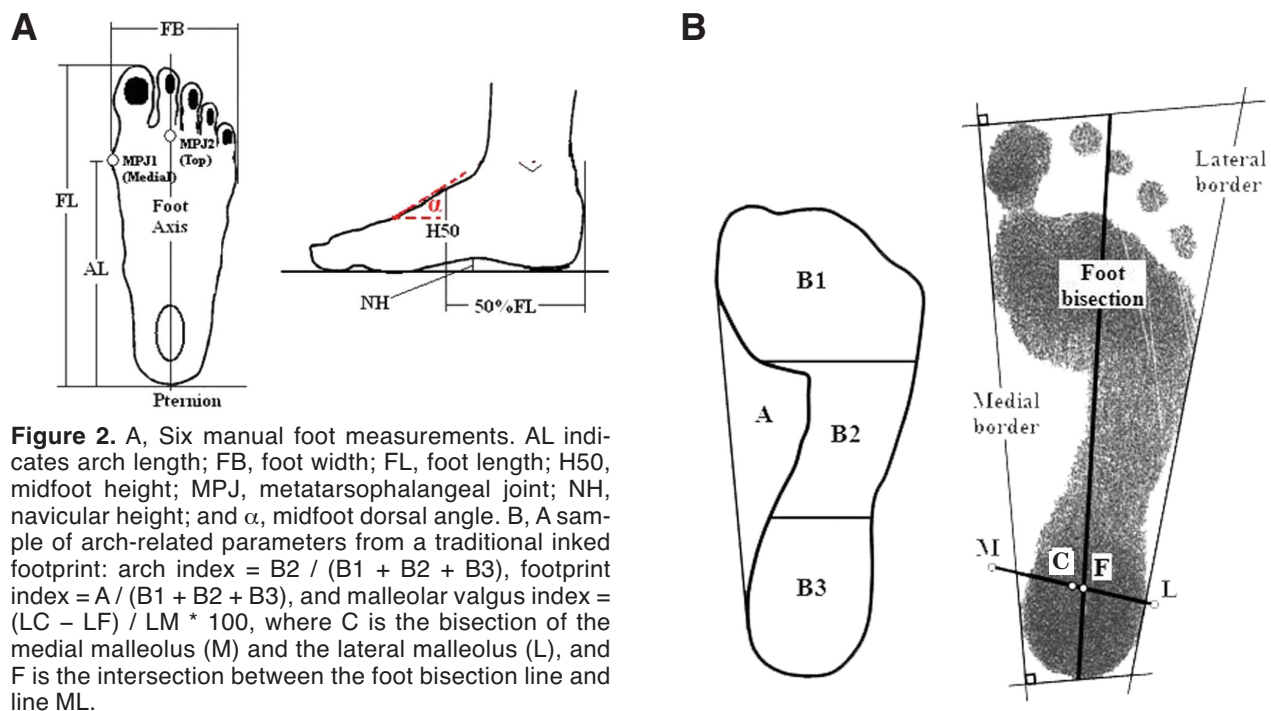 A
FB
MPJ2
(Top)
MPJ1
(Medial)
FL
Foot
Axis
AL
Pternion
α
H50
NH
50%FL
Figure 2. A, Six manual foot measurements. AL indi-
cates arch length; FB, foot width; FL, foot length; H50,
midfoot height; MPJ, metatarsophalangeal joint; NH,
navicular height; and α, midfoot dorsal angle. B, A sam-
ple of arch-related parameters from a traditional inked
footprint: arch index = B2 / (B1 + B2 + B3), footprint
index = A / (B1 + B2 + B3), and malleolar valgus index =
(LC − LF) / LM * 100, where C is the bisection of the
medial malleolus (M) and the lateral malleolus (L), and
F is the intersection between the foot bisection line and
line ML.
B
B1
A
B2
B3
Lateral
border
Foot
bisection
Medial
border
M
C
F
L